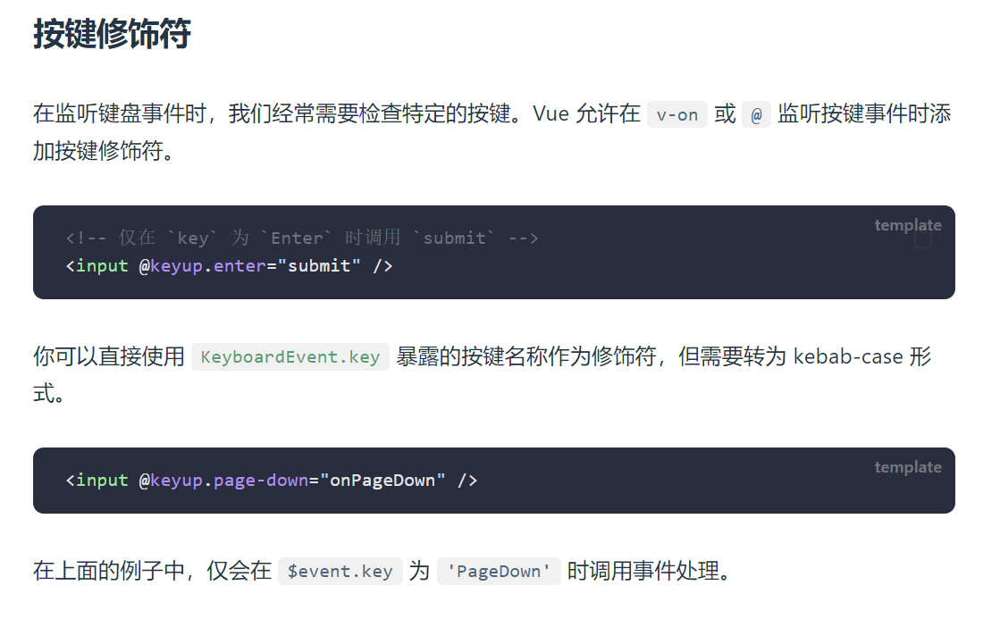 按键修饰符
在监听键盘事件时，我们经常需要检查特定的按键。Vue 允许在 v-on 或 @ 监听按键事件时添
加按键修饰符。
template
<!-- 仅在 `key` 为 `Enter` 时调用 `submit` -->
<input @keyup.enter="submit" />
你可以直接使用 KeyboardEvent.key 暴露的按键名称作为修饰符，但需要转为 kebab-case 形
式。
template
<input @keyup.page-down="onPageDown" />
在上面的例子中，仅会在 $event.key 为 'PageDown' 时调用事件处理。